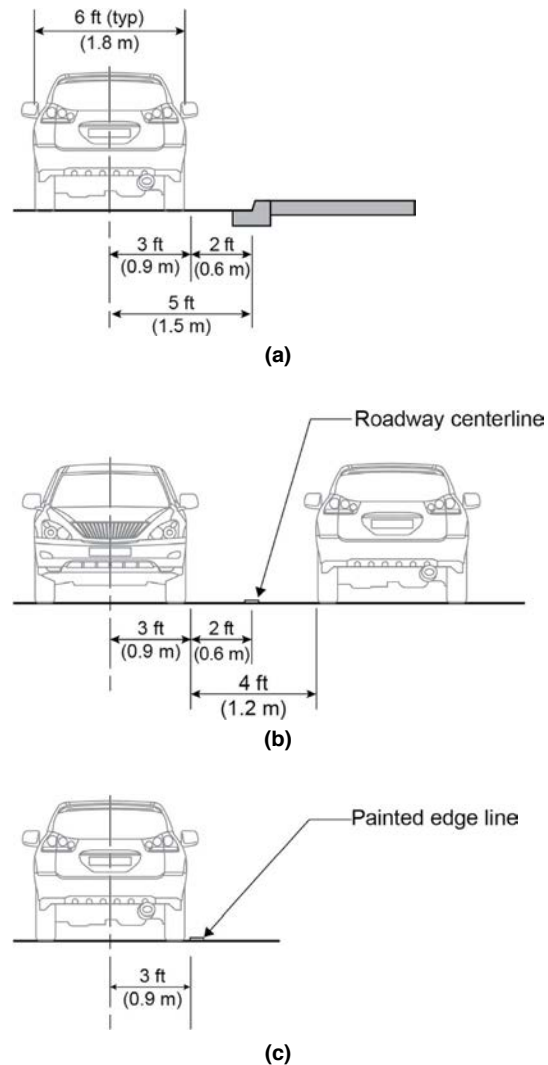 6 ft (typ)
(1.8 m)
3 ft
(0.9 m)
2 ft
(0.6 m)
5 ft
(1.5 m)
(a)
Roadway centerline
3 ft
(0.9 m)
2 ft
(0.6 m)
4 ft
(1.2 m)
(b)
Painted edge line
3 ft
(0.9 m)
(c)